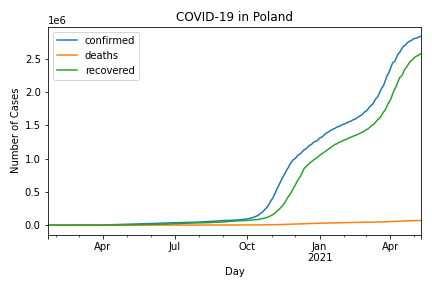 COVID-19 in Poland
1e6
confirmed
deaths
recovered
Number of Cases
2.5
2.0
1.5
1.0
0.5
0.0
Apr
Jul
Oct
Jan
2021
Apr
Day